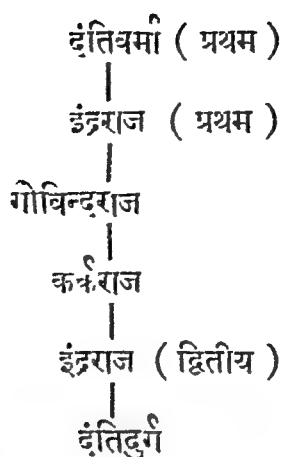 दंतिवर्मा ( प्रथम )
इंद्रराज ( प्रथम )
गोविन्दराज
कर्कराज
इंद्रराज ( द्वितीय )
दंतिदुर्ग